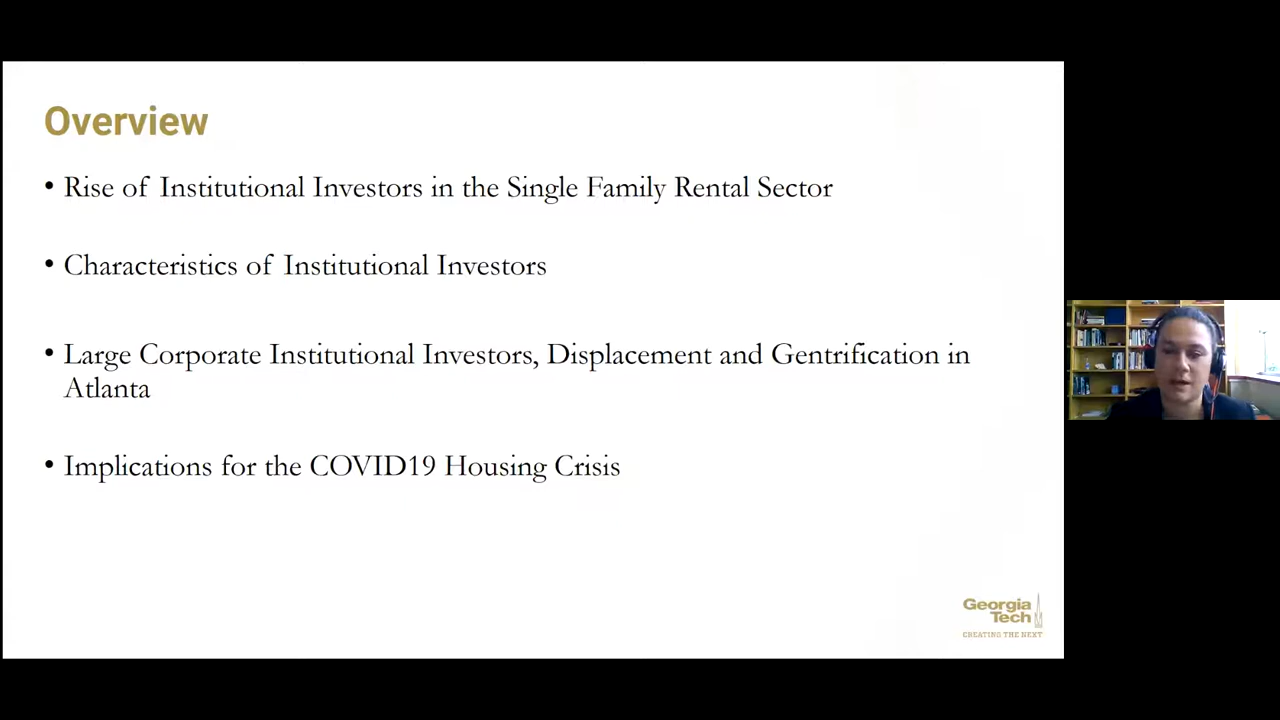 Overview
• Rise of Institutional Investors in the Single Family Rental Sector
• Characteristics of Institutional Investors
• Large Corporate Institutional Investors, Displacement and Gentrification in
Atlanta
• Implications for the COVID19 Housing Crisis
Georgia
Tech
CREATING THE NEXT